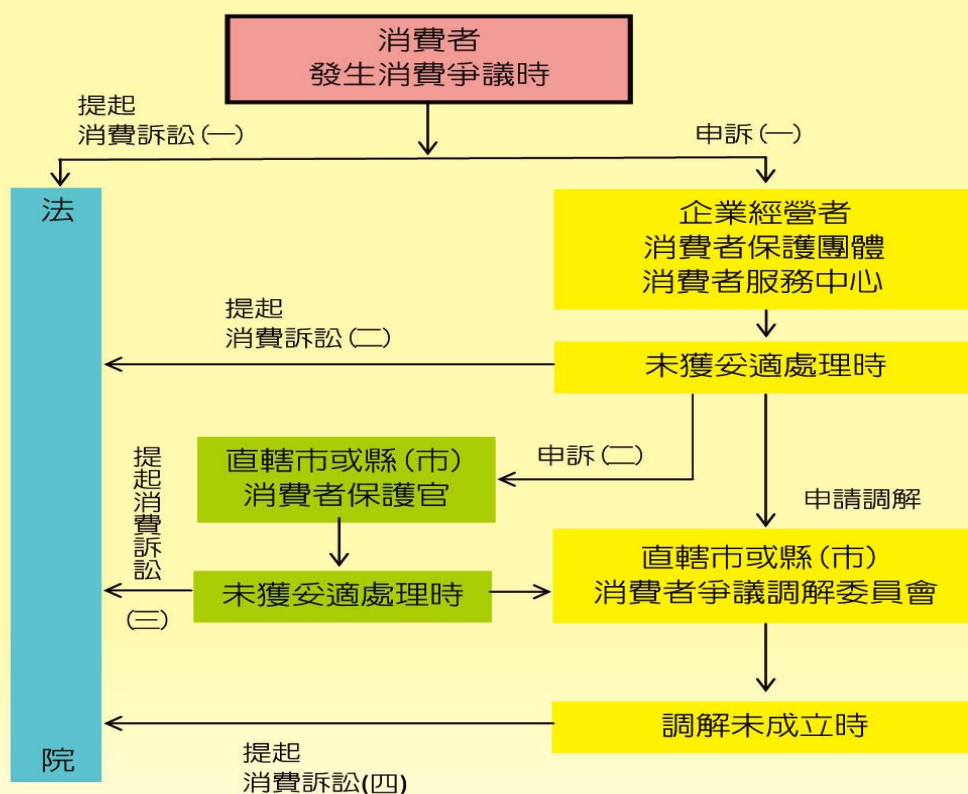 消費者
發生消費爭議時
提起
消費訴訟(一)
申訴(一)
法
院
企業經營者
消費者保護團體
消費者服務中心
提起
消費訴訟(二)
未獲妥適處理時
直轄市或縣(市)
消費者保護官
申訴(二)
提起消費訴訟
(三)
未獲妥適處理時
申請調解
直轄市或縣(市)
消費者爭議調解委員會
調解未成立時
提起
消費訴訟(四)